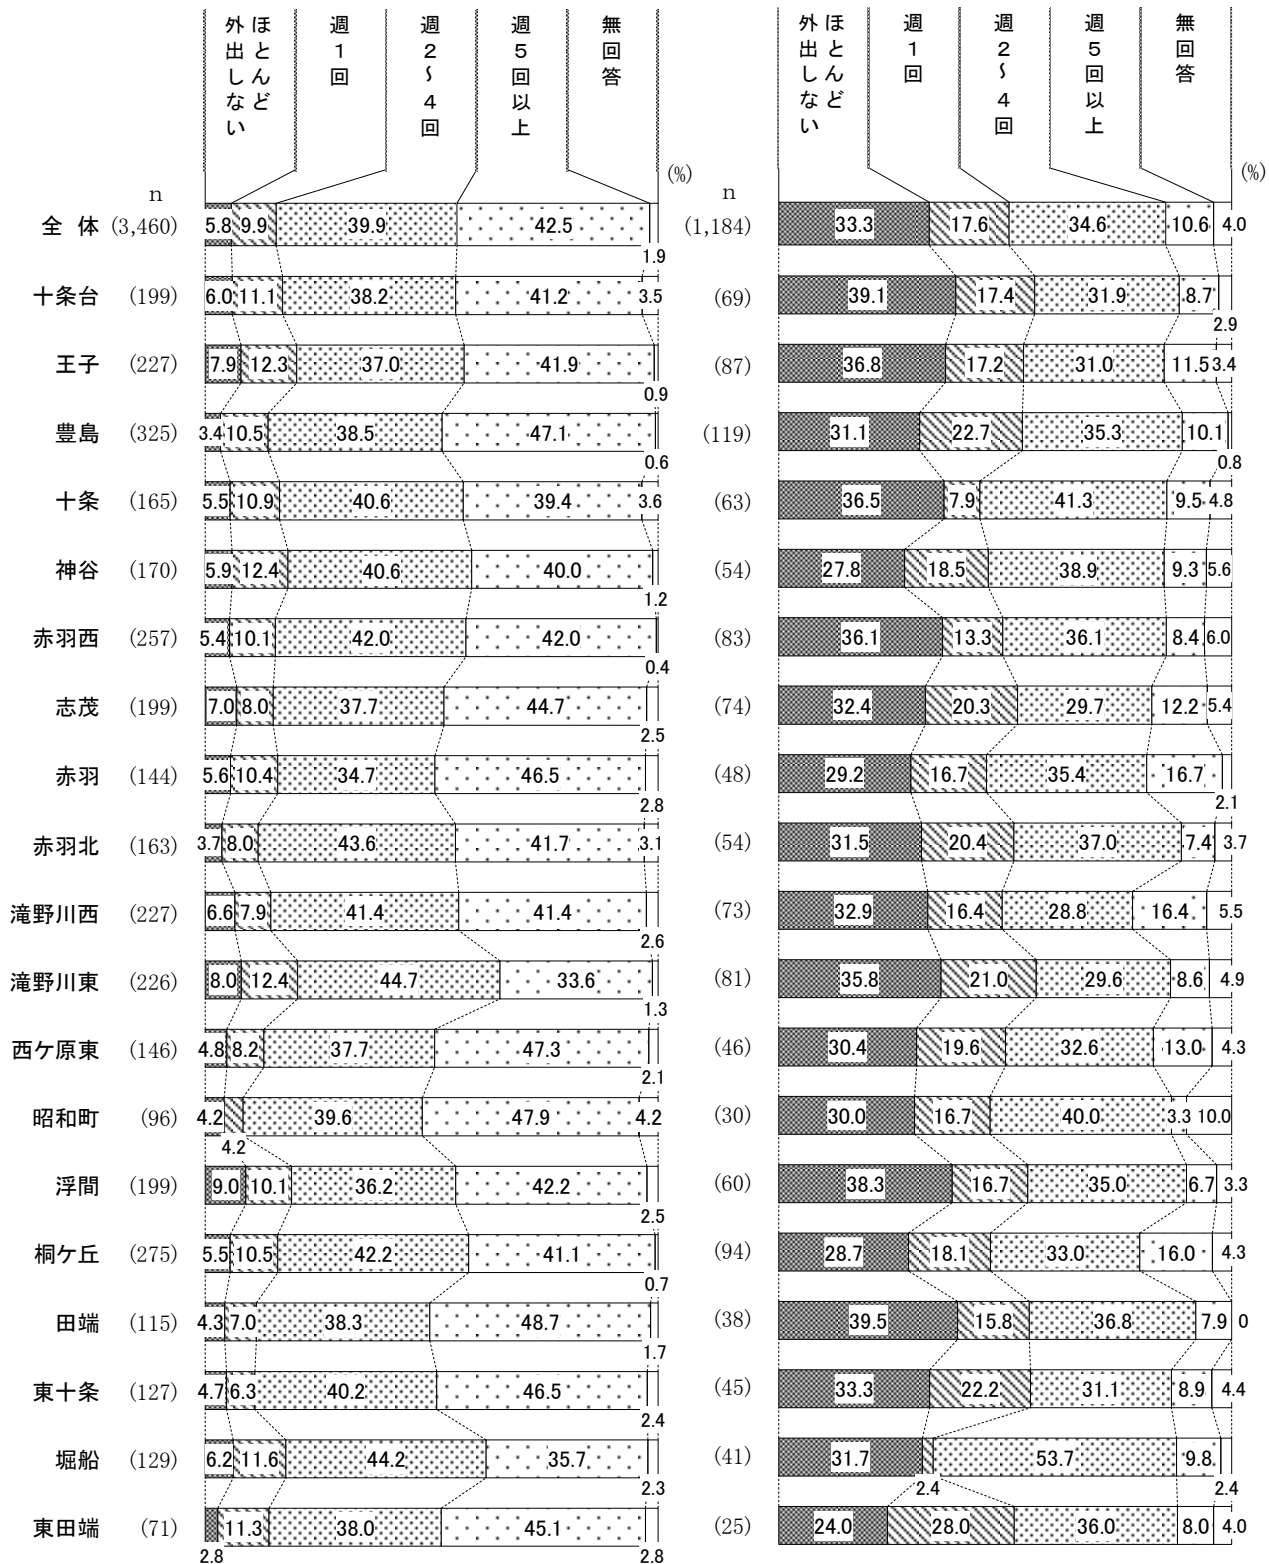 ほとんど外出しない 週1回 週2～4回 週5回以上 無回答
ほとんど外出しない 週1回 週2～4回 週5回以上 無回答
n (%) n (%)
全体 (3,460) 5.8 9.9 39.9 42.5 1.9 (1,184) 33.3 17.6 34.6 10.6 4.0
十条台 (199) 6.0 11.1 38.2 41.2 3.5 (69) 39.1 17.4 31.9 8.7 2.9
王子 (227) 7.9 12.3 37.0 41.9 0.9 (87) 36.8 17.2 31.0 11.5 3.4
豊島 (325) 3.4 10.5 38.5 47.1 0.6 (119) 31.1 22.7 35.3 10.1 0.8
十条 (165) 5.5 10.9 40.6 39.4 3.6 (63) 36.5 7.9 41.3 9.5 4.8
神谷 (170) 5.9 12.4 40.6 40.0 1.2 (54) 27.8 18.5 38.9 9.3 5.6
赤羽西 (257) 5.4 10.1 42.0 42.0 0.4 (83) 36.1 13.3 36.1 8.4 6.0
志茂 (199) 7.0 8.0 37.7 44.7 2.5 (74) 32.4 20.3 29.7 12.2 5.4
赤羽 (144) 5.6 10.4 34.7 46.5 2.8 (48) 29.2 16.7 35.4 16.7 2.1
赤羽北 (163) 3.7 8.0 43.6 41.7 3.1 (54) 31.5 20.4 37.0 7.4 3.7
滝野川西 (227) 6.6 7.9 41.4 41.4 2.6 (73) 32.9 16.4 28.8 16.4 5.5
滝野川東 (226) 8.0 12.4 44.7 33.6 1.3 (81) 35.8 21.0 29.6 8.6 4.9
西ケ原東 (146) 4.8 8.2 37.7 47.3 2.1 (46) 30.4 19.6 32.6 13.0 4.3
昭和町 (96) 4.2 4.2 39.6 47.9 4.2 (30) 30.0 16.7 40.0 3.3 10.0
浮間 (199) 9.0 10.1 36.2 42.2 2.5 (60) 38.3 16.7 35.0 6.7 3.3
桐ケ丘 (275) 5.5 10.5 42.2 41.1 0.7 (94) 28.7 18.1 33.0 16.0 4.3
田端 (115) 4.3 7.0 38.3 48.7 1.7 (38) 39.5 15.8 36.8 7.9 0
東十条 (127) 4.7 6.3 40.2 46.5 2.4 (45) 33.3 22.2 31.1 8.9 4.4
堀船 (129) 6.2 11.6 44.2 35.7 2.3 (41) 31.7 2.4 53.7 9.8 2.4
東田端 (71) 2.8 11.3 38.0 45.1 2.8 (25) 24.0 28.0 36.0 8.0 4.0